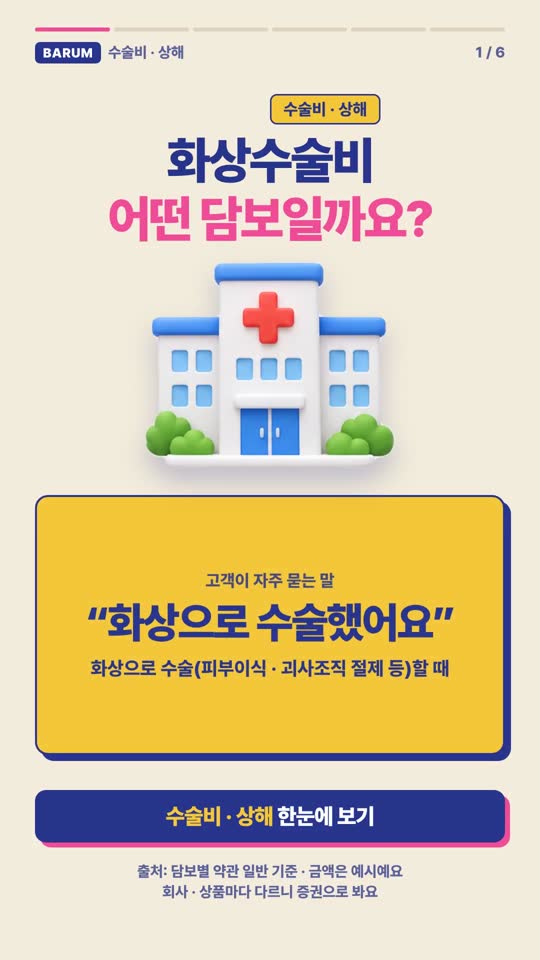 BARUM 수술비 · 상해 1 / 6
수술비 · 상해
화상수술비
어떤 담보일까요?
고객이 자주 묻는 말
“화상으로 수술했어요”
화상으로 수술(피부이식 · 괴사조직 절제 등)할 때
수술비 · 상해 한눈에 보기
출처: 담보별 약관 일반 기준 · 금액은 예시예요
회사 · 상품마다 다르니 증권으로 봐요